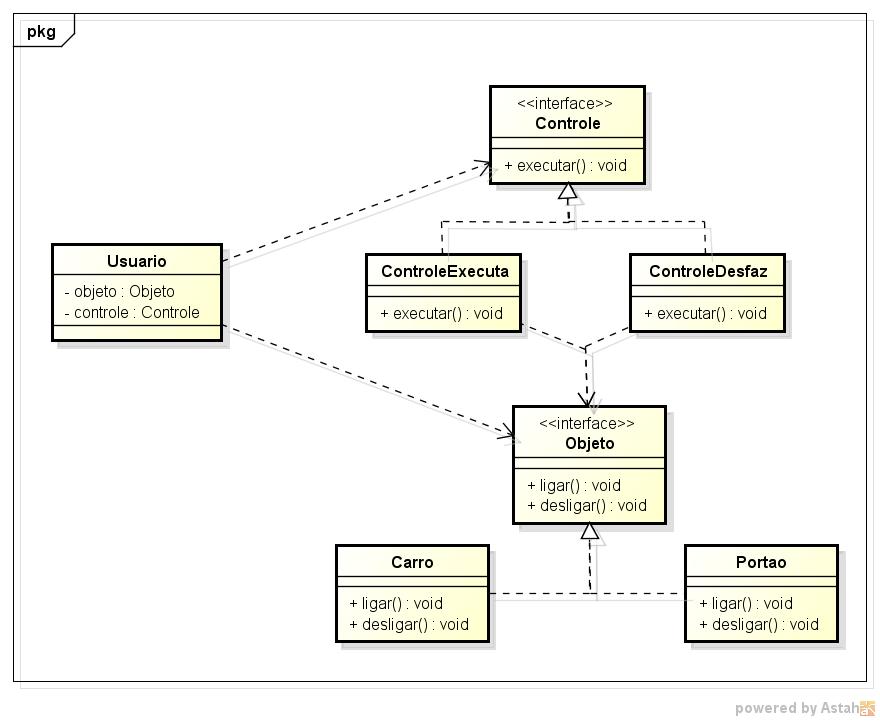 pkg
<<interface>>
Controle
+ executar() : void
Usuario
- objeto : Objeto
- controle : Controle
ControleExecuta
+ executar() : void
ControleDesfaz
+ executar() : void
<<interface>>
Objeto
+ ligar() : void
+ desligar() : void
Carro
+ ligar() : void
+ desligar() : void
Portao
+ ligar() : void
+ desligar() : void
powered by Astah